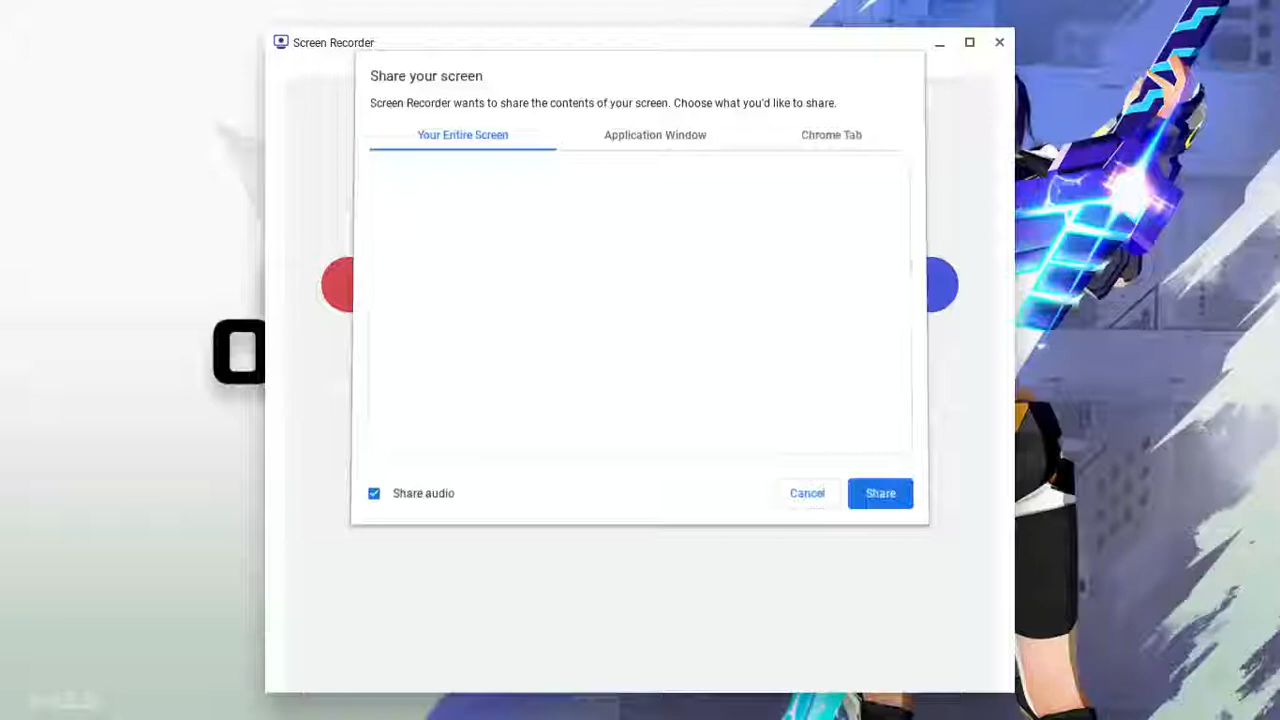 Screen Recorder
Share your screen
Screen Recorder wants to share the contents of your screen. Choose what you'd like to share.
Your Entire Screen
Application Window
Chrome Tab
Share audio
Cancel
Share